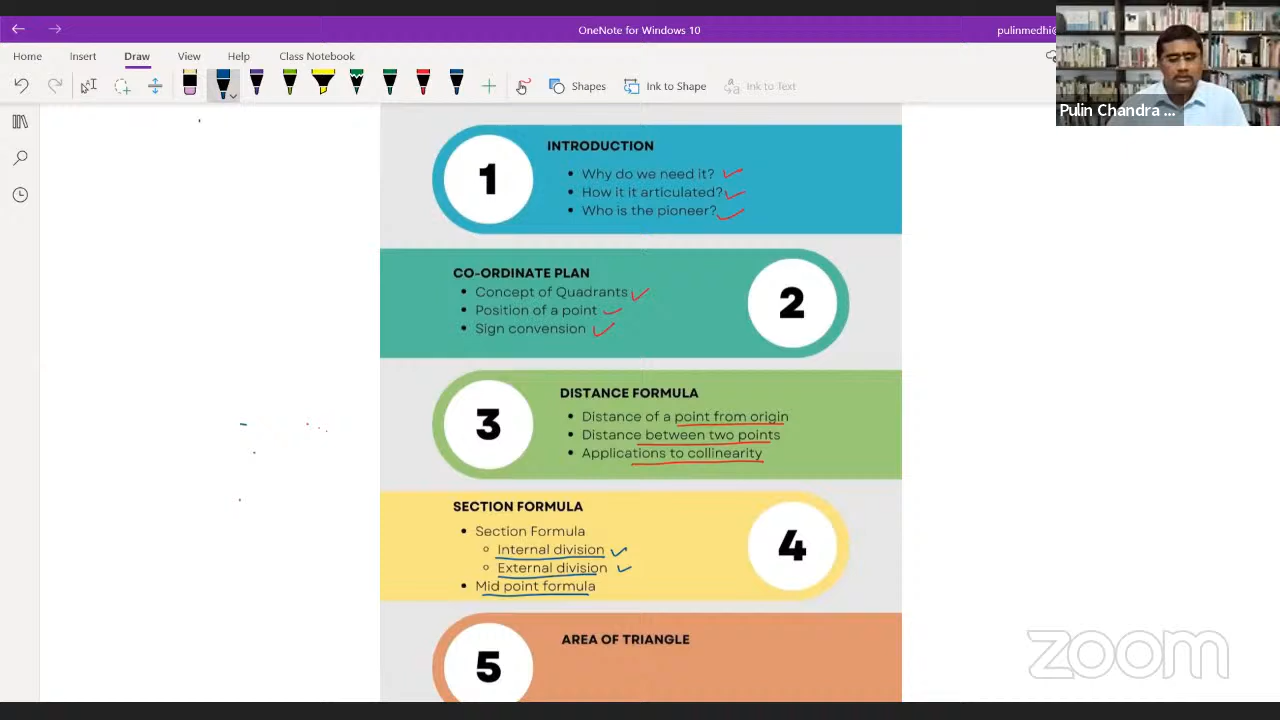 OneNote for Windows 10
pulinmedhi@
Home Insert Draw View Help Class Notebook
Shapes Ink to Shape Ink to Text
Pulin Chandra ...
1
INTRODUCTION
Why do we need it?
How it it articulated?
Who is the pioneer?
CO-ORDINATE PLAN
Concept of Quadrants
Position of a point
Sign convension
2
3
DISTANCE FORMULA
Distance of a point from origin
Distance between two points
Applications to collinearity
SECTION FORMULA
Section Formula
Internal division
External division
Mid point formula
4
5
AREA OF TRIANGLE
zoom